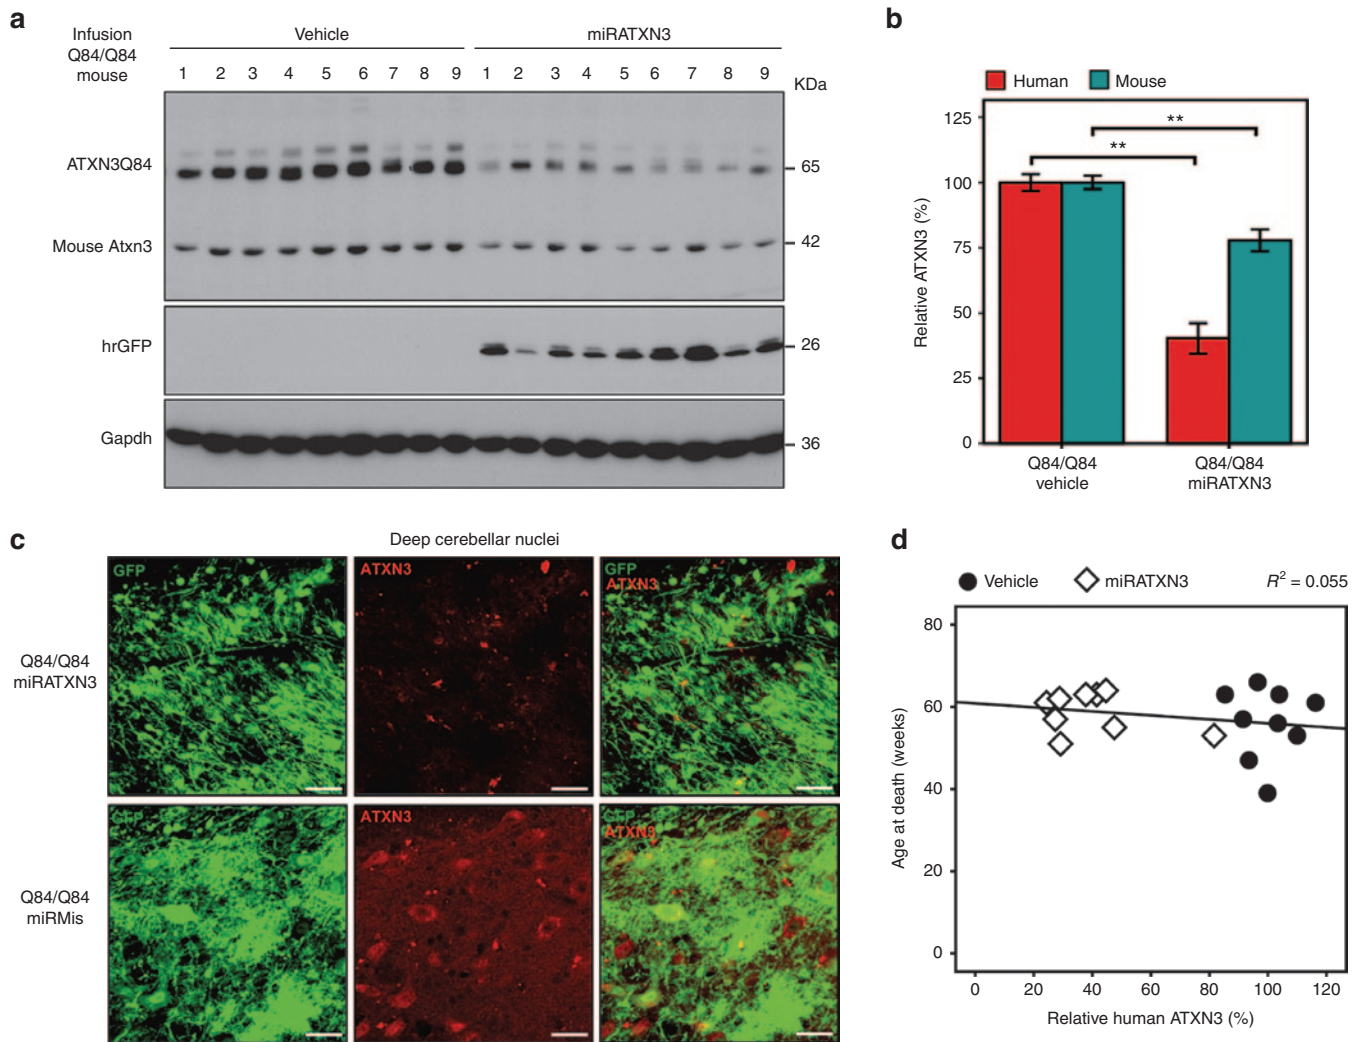 a
Infusion
Q84/Q84
mouse
Vehicle
miRATXN3
1 2 3 4 5 6 7 8 9 1 2 3 4 5 6 7 8 9
KDa
ATXN3Q84
65
Mouse Atxn3
42
hrGFP
26
Gapdh
36
b
Human Mouse
125
100
75
50
25
0
Relative ATXN3 (%)
**
**
Q84/Q84
vehicle
Q84/Q84
miRATXN3
c
Deep cerebellar nuclei
Q84/Q84
miRATXN3
GFP
ATXN3
GFP
ATXN3
Q84/Q84
miRMis
GFP
ATXN3
GFP
ATXN3
d
Vehicle miRATXN3 R² = 0.055
80
60
40
20
0
Age at death (weeks)
0 20 40 60 80 100 120
Relative human ATXN3 (%)